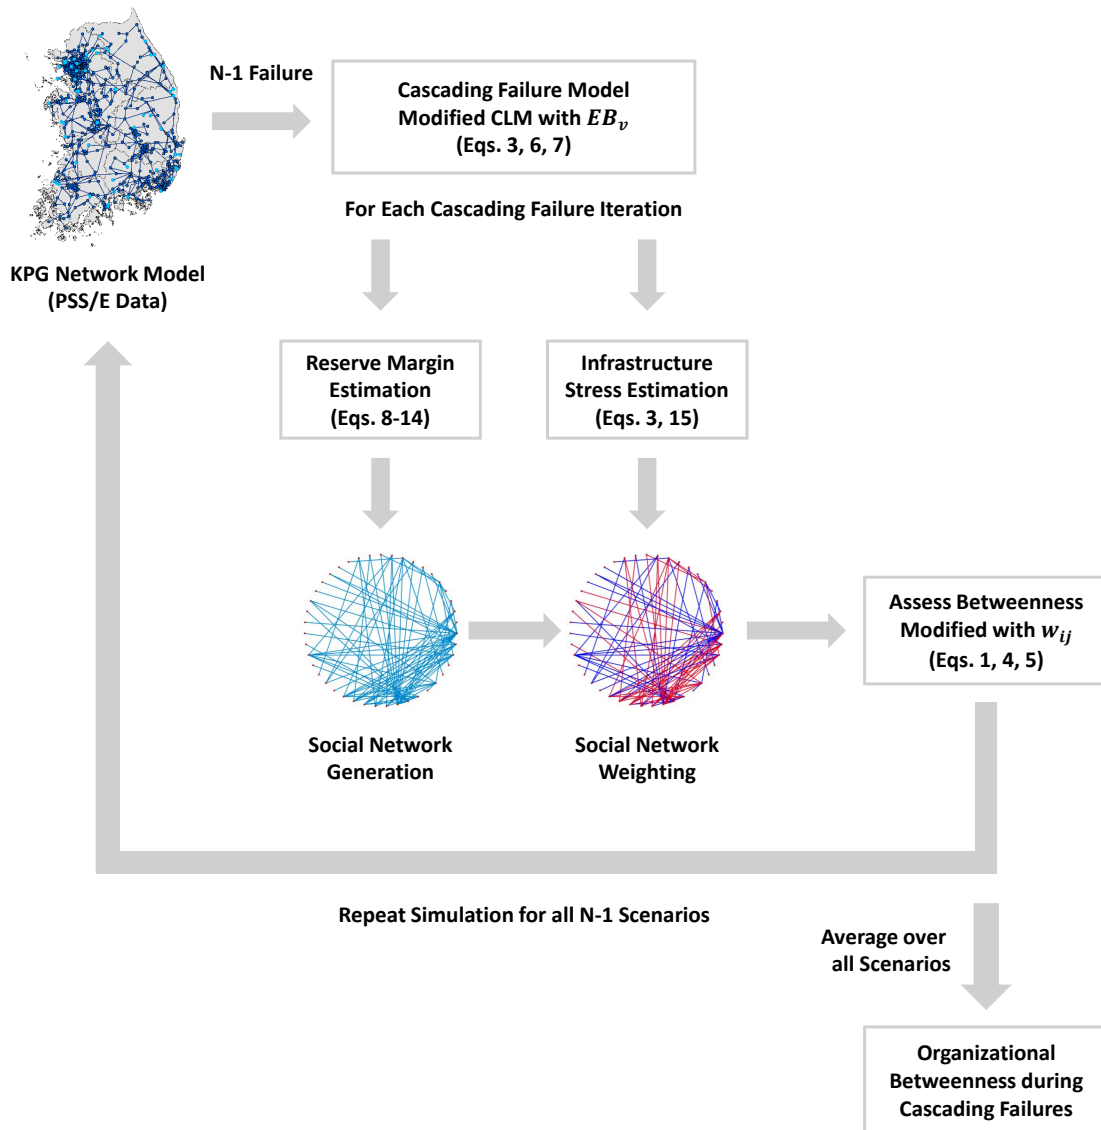 N-1 Failure
Cascading Failure Model
Modified CLM with EB_v
(Eqs. 3, 6, 7)
KPG Network Model
(PSS/E Data)
For Each Cascading Failure Iteration
Reserve Margin
Estimation
(Eqs. 8-14)
Infrastructure
Stress Estimation
(Eqs. 3, 15)
Social Network
Generation
Social Network
Weighting
Assess Betweenness
Modified with w_ij
(Eqs. 1, 4, 5)
Repeat Simulation for all N-1 Scenarios
Average over
all Scenarios
Organizational
Betweenness during
Cascading Failures